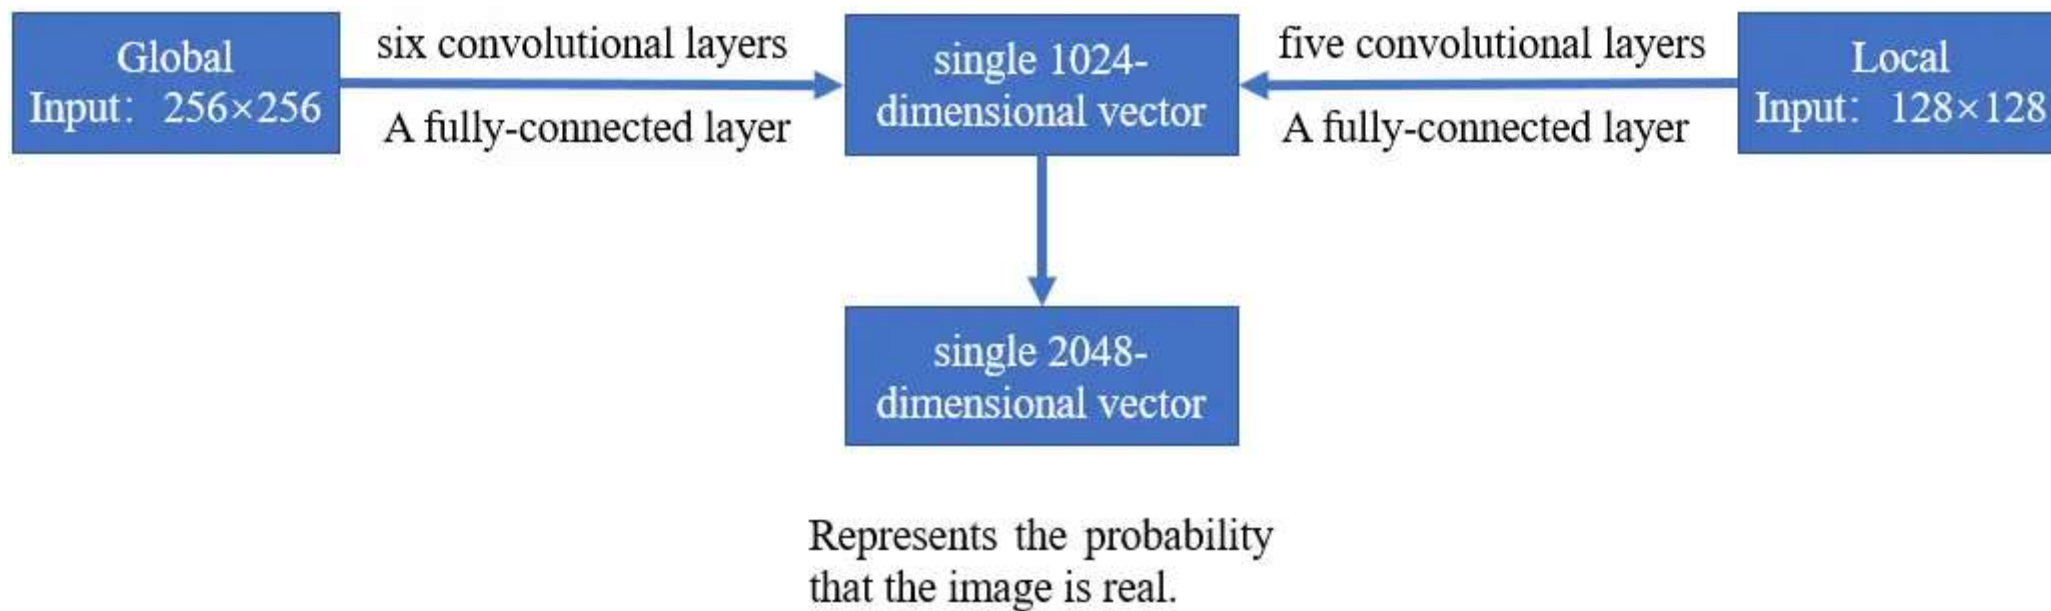 Global
Input： 256×256
six convolutional layers
A fully-connected layer
single 1024-
dimensional vector
five convolutional layers
A fully-connected layer
Local
Input： 128×128
single 2048-
dimensional vector
Represents the probability
that the image is real.